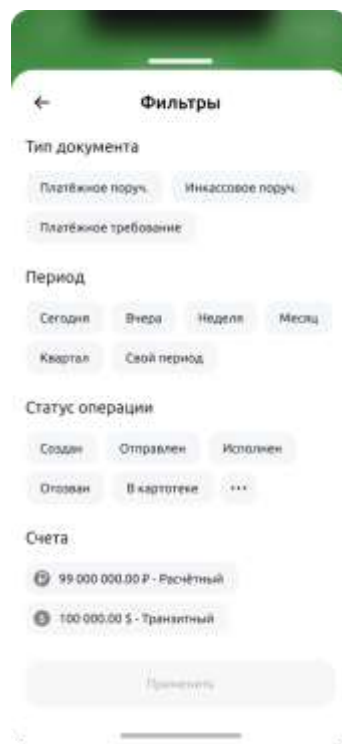 Фильтры
Тип документа
Платёжное поруч. Инкассовое поруч.
Платёжное требование
Период
Сегодня Вчера Неделя Месяц
Квартал Свой период
Статус операции
Создан Отправлен Исполнен
Отозван В картотеке ...
Счета
99 000 000.00 ₽ - Расчётный
100 000.00 $ - Транзитный
Применить